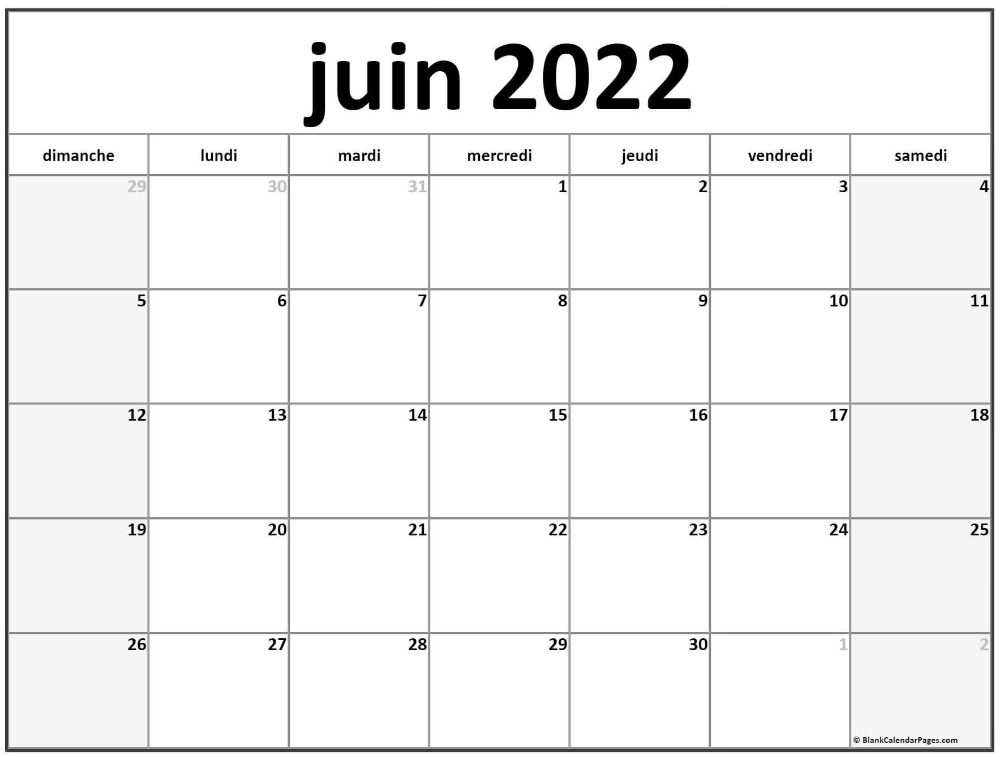 juin 2022
dimanche lundi mardi mercredi jeudi vendredi samedi
29 30 31 1 2 3 4
5 6 7 8 9 10 11
12 13 14 15 16 17 18
19 20 21 22 23 24 25
26 27 28 29 30 1 2
© BlankCalendarPages.com